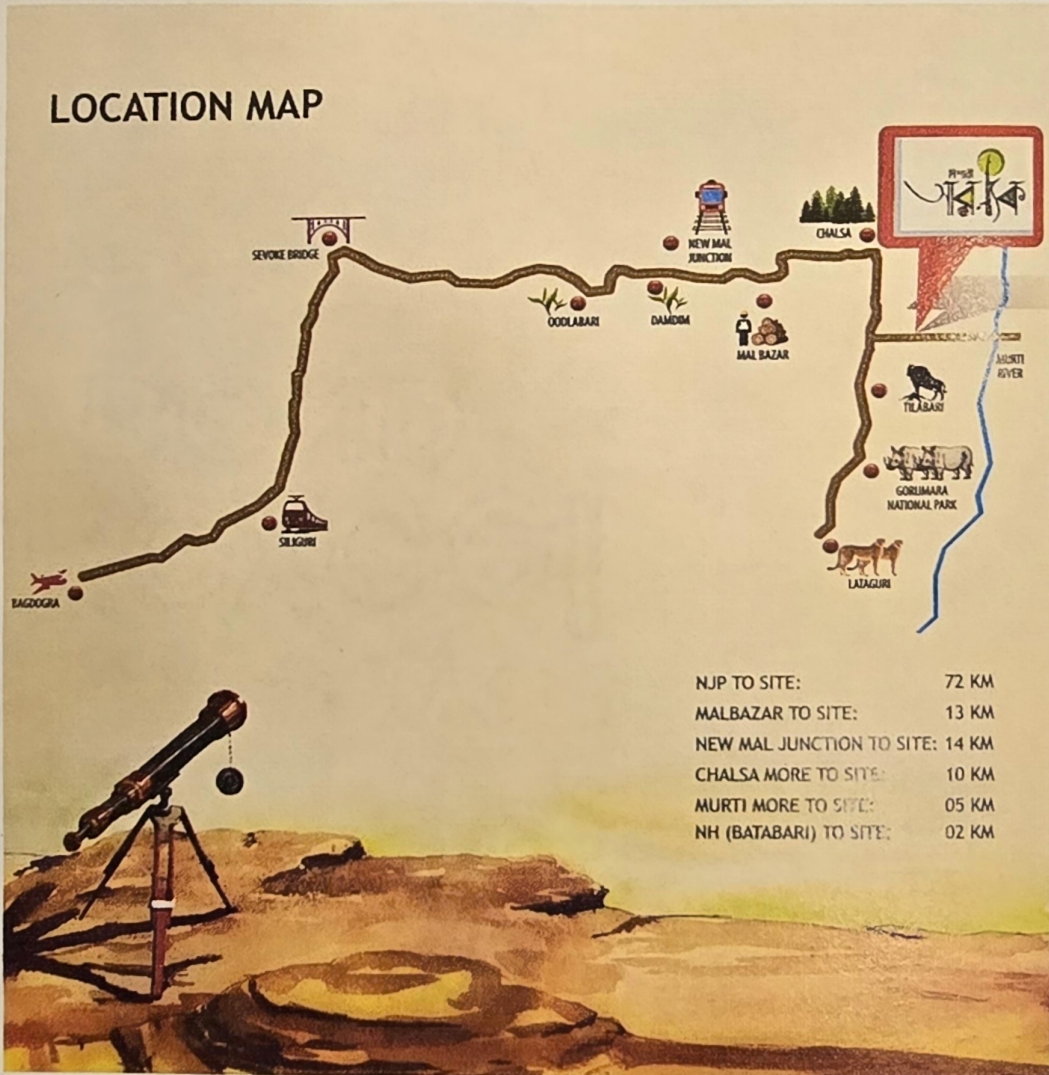 LOCATION MAP
SEVOKE BRIDGE
NEW MAL
JUNCTION
CHALSA
OODLABARI
DAMDIM
MAL BAZAR
MURTI
RIVER
TILABARI
GORUMARA
NATIONAL PARK
SILIGURI
LATAGURI
BAGDOGRA
NJP TO SITE: 72 KM
MALBAZAR TO SITE: 13 KM
NEW MAL JUNCTION TO SITE: 14 KM
CHALSA MORE TO SITE: 10 KM
MURTI MORE TO SITE: 05 KM
NH (BATABARI) TO SITE: 02 KM